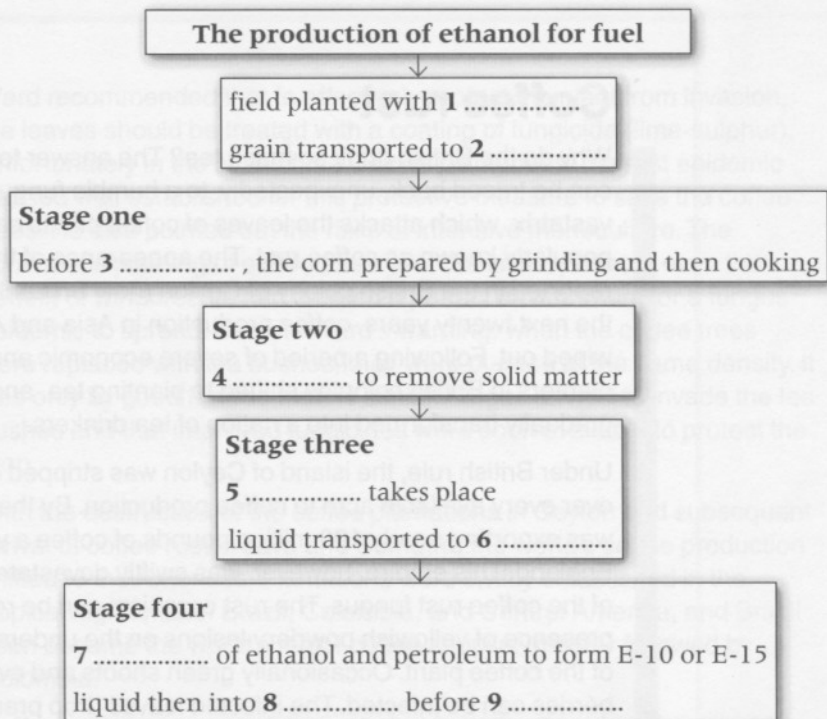 The production of ethanol for fuel
field planted with 1 ..................
grain transported to 2 ..................
Stage one
before 3 .................. , the corn prepared by grinding and then cooking
Stage two
4 .................. to remove solid matter
Stage three
5 .................. takes place
liquid transported to 6 ..................
Stage four
7 .................. of ethanol and petroleum to form E-10 or E-15
liquid then into 8 .................. before 9 ..................